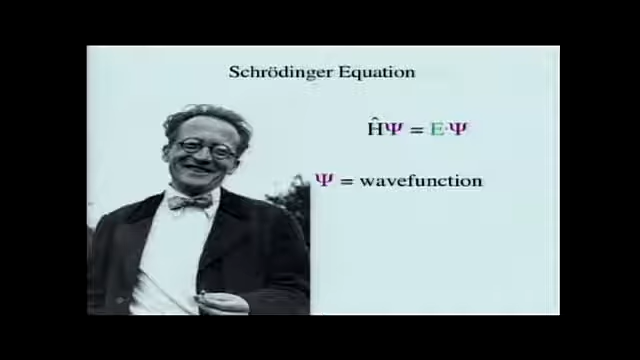 Schrödinger Equation
ĤΨ = E·Ψ
Ψ = wavefunction